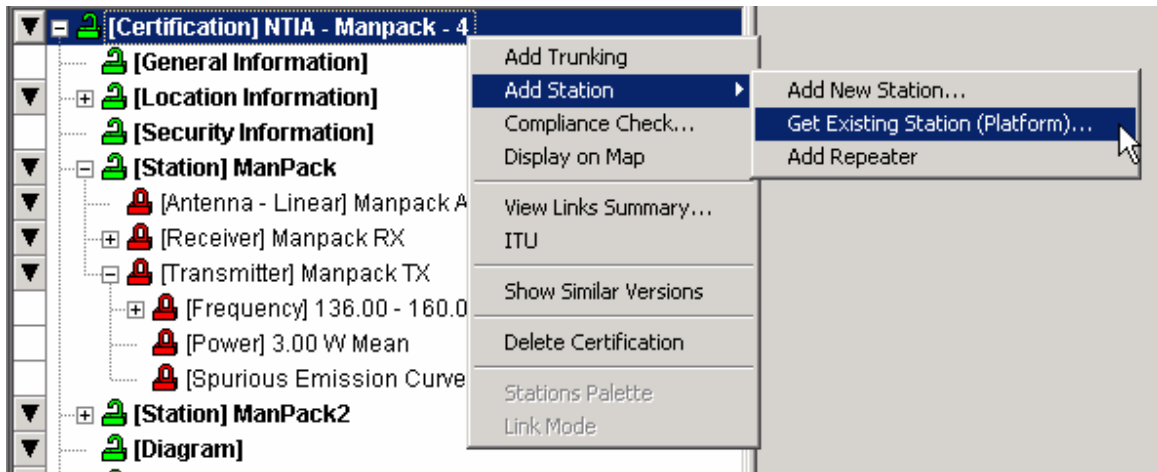 [Certification] NTIA - Manpack - 4
[General Information]
[Location Information]
[Security Information]
[Station] ManPack
[Antenna - Linear] Manpack A
[Receiver] Manpack RX
[Transmitter] Manpack TX
[Frequency] 136.00 - 160.0
[Power] 3.00 W Mean
[Spurious Emission Curve
[Station] ManPack2
[Diagram]
Add Trunking
Add Station
Compliance Check...
Display on Map
View Links Summary...
ITU
Show Similar Versions
Delete Certification
Stations Palette
Link Mode
Add New Station...
Get Existing Station (Platform)...
Add Repeater